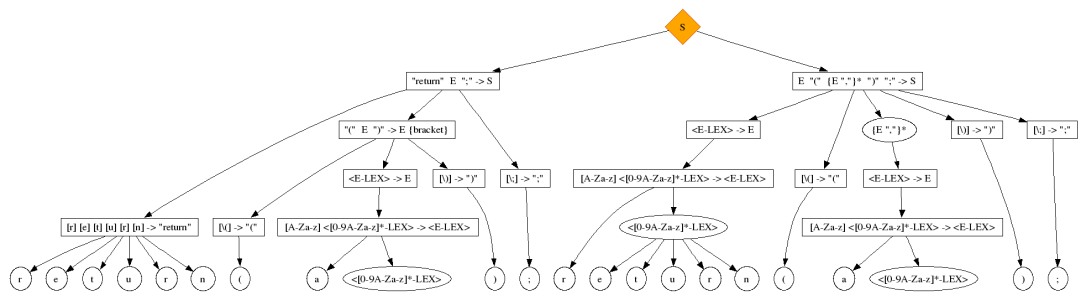 S
"return" E ";" -> S
E "(" {E ","}* ")" ";" -> S
"(" E ")" -> E {bracket}
<E-LEX> -> E
{E ","}*
[\)] -> ")"
[\;] -> ";"
<E-LEX> -> E
[\)] -> ")"
[\;] -> ";"
[A-Za-z] <[0-9A-Za-z]*-LEX> -> <E-LEX>
[\(] -> "("
<E-LEX> -> E
[r] [e] [t] [u] [r] [n] -> "return"
[\(] -> "("
[A-Za-z] <[0-9A-Za-z]*-LEX> -> <E-LEX>
<[0-9A-Za-z]*-LEX>
[A-Za-z] <[0-9A-Za-z]*-LEX> -> <E-LEX>
r
e
t
u
r
n
(
a
<[0-9A-Za-z]*-LEX>
)
;
r
e
t
u
r
n
(
a
<[0-9A-Za-z]*-LEX>
)
;